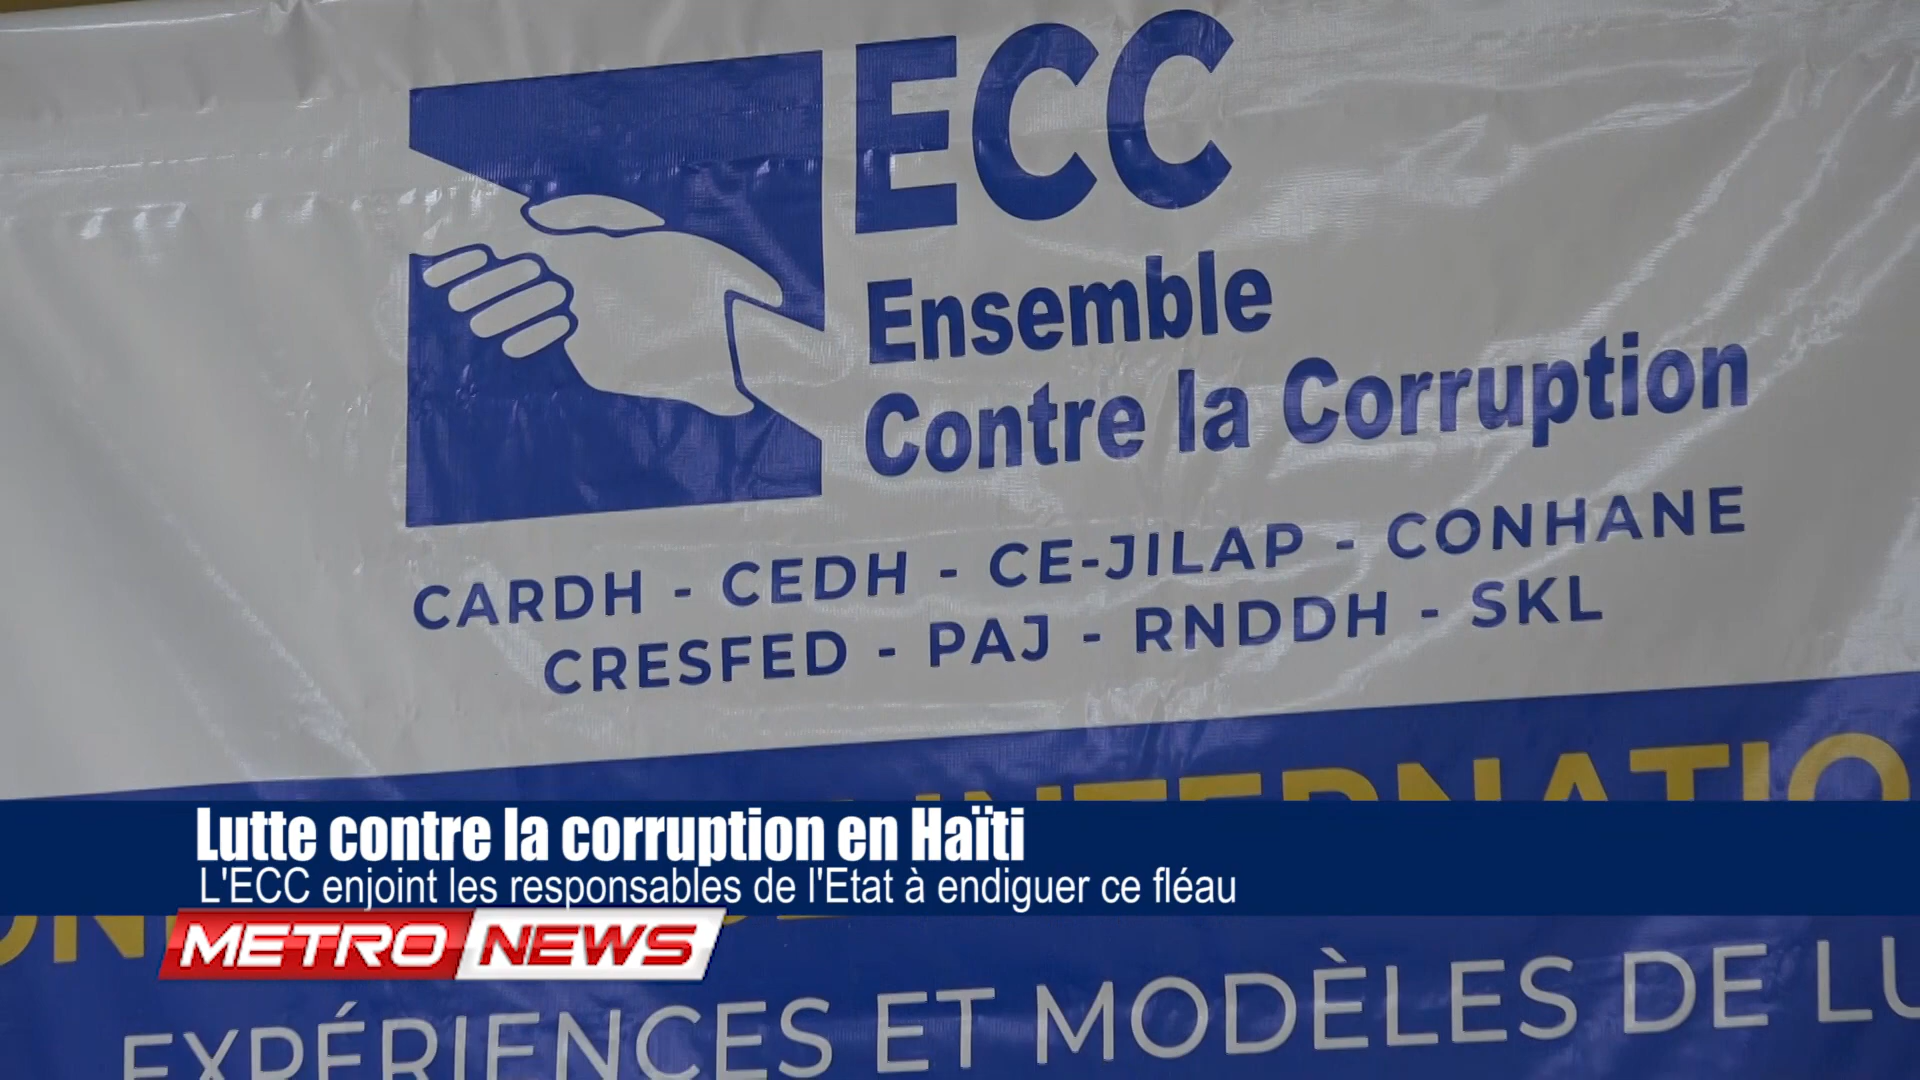 ECC
Ensemble
Contre la Corruption
CARDH - CEDH - CE-JILAP - CONHANE
CRESFED - PAJ - RNDDH - SKL
Lutte contre la corruption en Haïti
L'ECC enjoint les responsables de l'Etat à endiguer ce fléau
METRO NEWS
EXPÉRIENCES ET MODÈLES DE LU